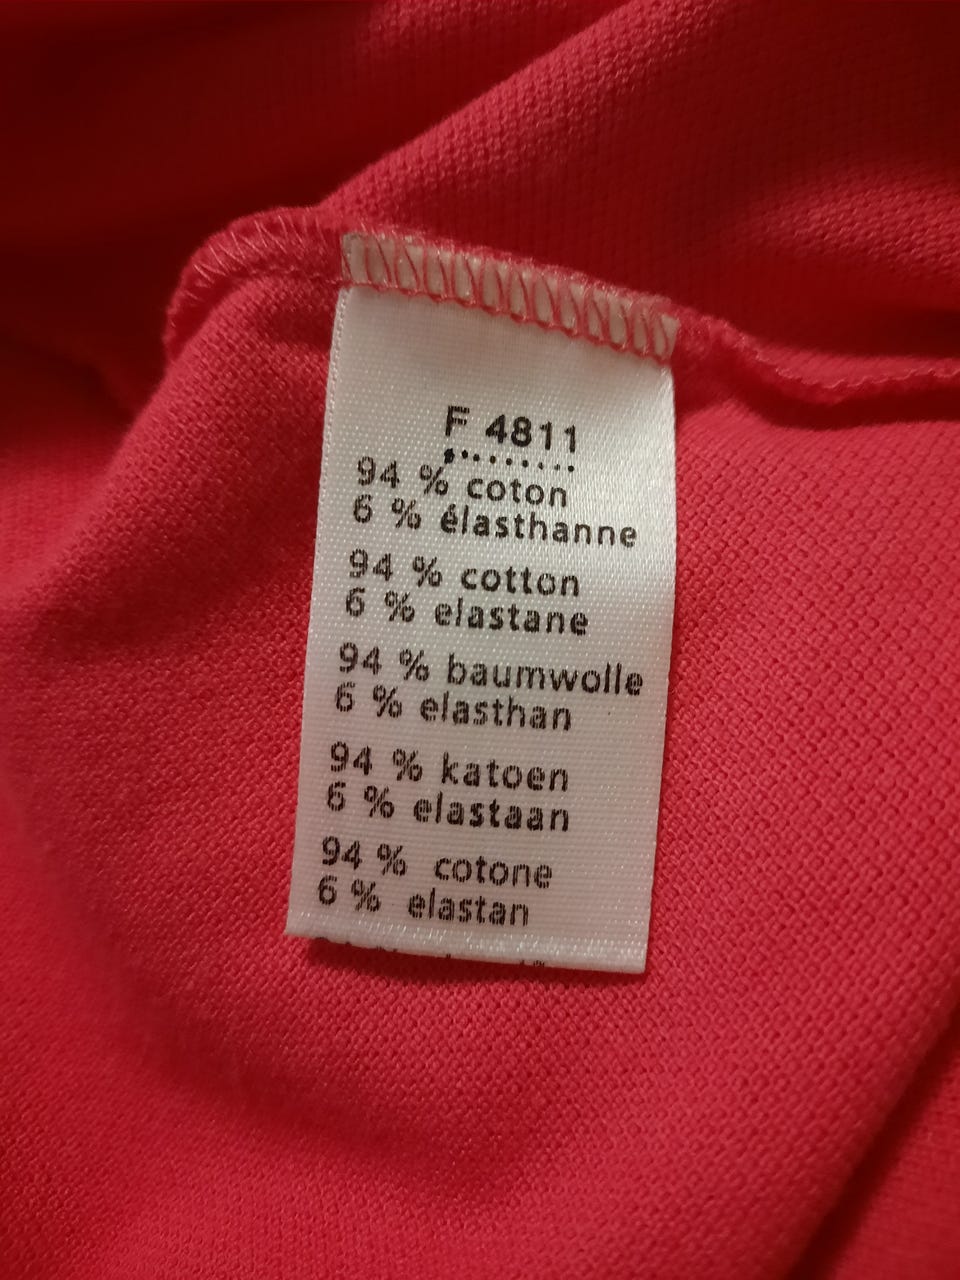 F 4811
94 % coton
6 % élasthanne
94 % cotton
6 % elastane
94 % baumwolle
6 % elasthan
94 % katoen
6 % elastaan
94 % cotone
6 % elastan